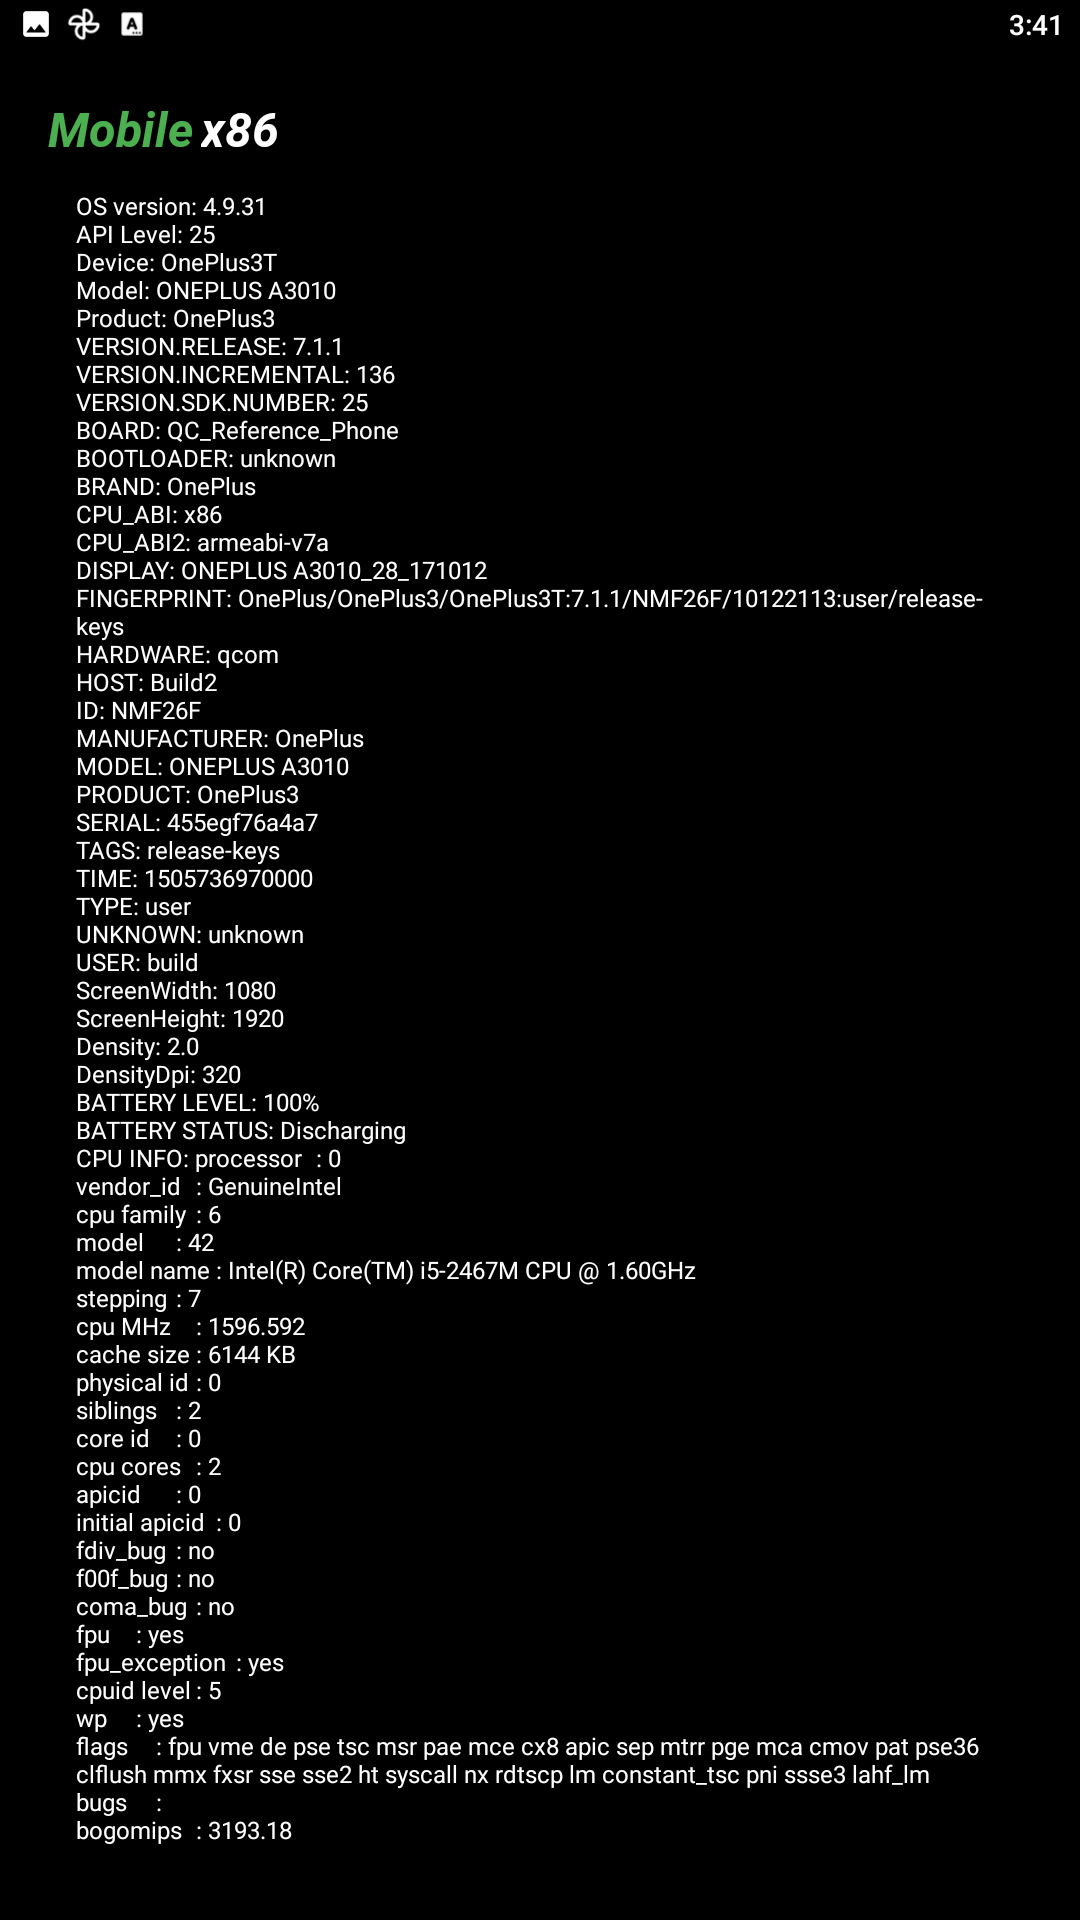 3:41
Mobile x86
OS version: 4.9.31
API Level: 25
Device: OnePlus3T
Model: ONEPLUS A3010
Product: OnePlus3
VERSION.RELEASE: 7.1.1
VERSION.INCREMENTAL: 136
VERSION.SDK.NUMBER: 25
BOARD: QC_Reference_Phone
BOOTLOADER: unknown
BRAND: OnePlus
CPU_ABI: x86
CPU_ABI2: armeabi-v7a
DISPLAY: ONEPLUS A3010_28_171012
FINGERPRINT: OnePlus/OnePlus3/OnePlus3T:7.1.1/NMF26F/10122113:user/release-
keys
HARDWARE: qcom
HOST: Build2
ID: NMF26F
MANUFACTURER: OnePlus
MODEL: ONEPLUS A3010
PRODUCT: OnePlus3
SERIAL: 455egf76a4a7
TAGS: release-keys
TIME: 1505736970000
TYPE: user
UNKNOWN: unknown
USER: build
ScreenWidth: 1080
ScreenHeight: 1920
Density: 2.0
DensityDpi: 320
BATTERY LEVEL: 100%
BATTERY STATUS: Discharging
CPU INFO: processor : 0
vendor_id : GenuineIntel
cpu family : 6
model : 42
model name : Intel(R) Core(TM) i5-2467M CPU @ 1.60GHz
stepping : 7
cpu MHz : 1596.592
cache size : 6144 KB
physical id : 0
siblings : 2
core id : 0
cpu cores : 2
apicid : 0
initial apicid : 0
fdiv_bug : no
f00f_bug : no
coma_bug : no
fpu : yes
fpu_exception : yes
cpuid level : 5
wp : yes
flags : fpu vme de pse tsc msr pae mce cx8 apic sep mtrr pge mca cmov pat pse36
clflush mmx fxsr sse sse2 ht syscall nx rdtscp lm constant_tsc pni ssse3 lahf_lm
bugs :
bogomips : 3193.18